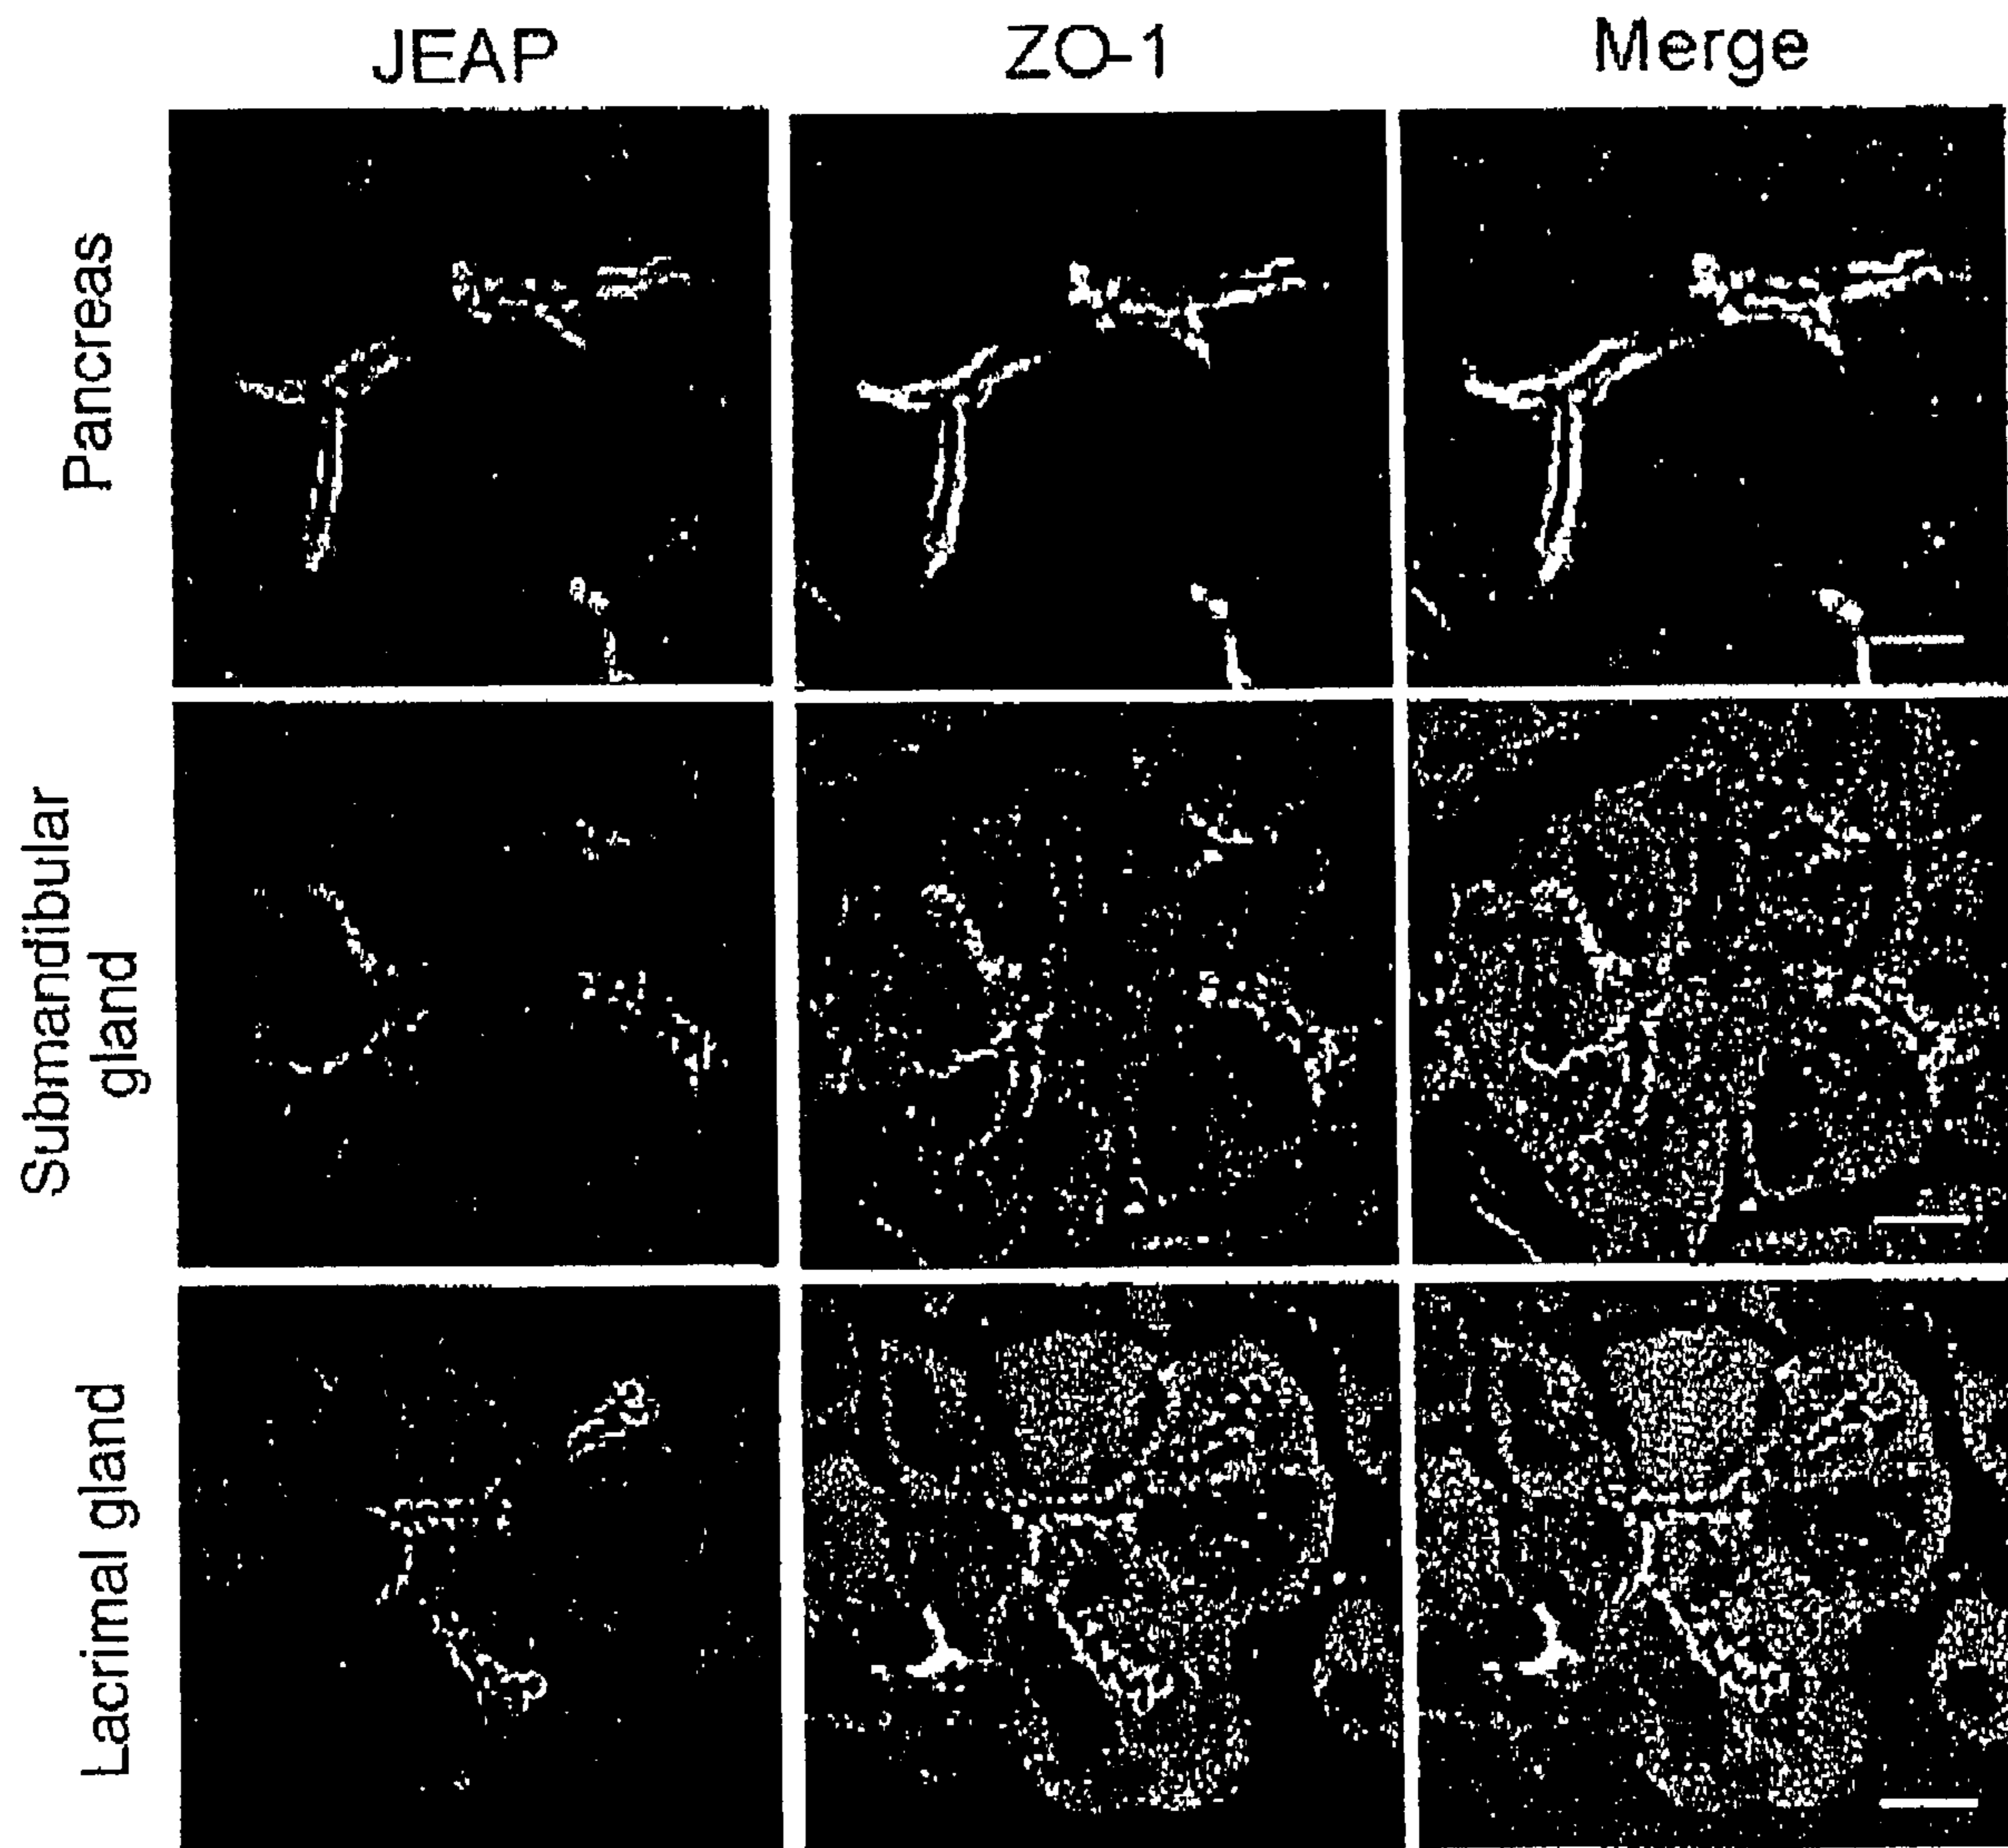 JEAP ZO-1 Merge
Pancreas
Submandibular
gland
Lacrimal gland